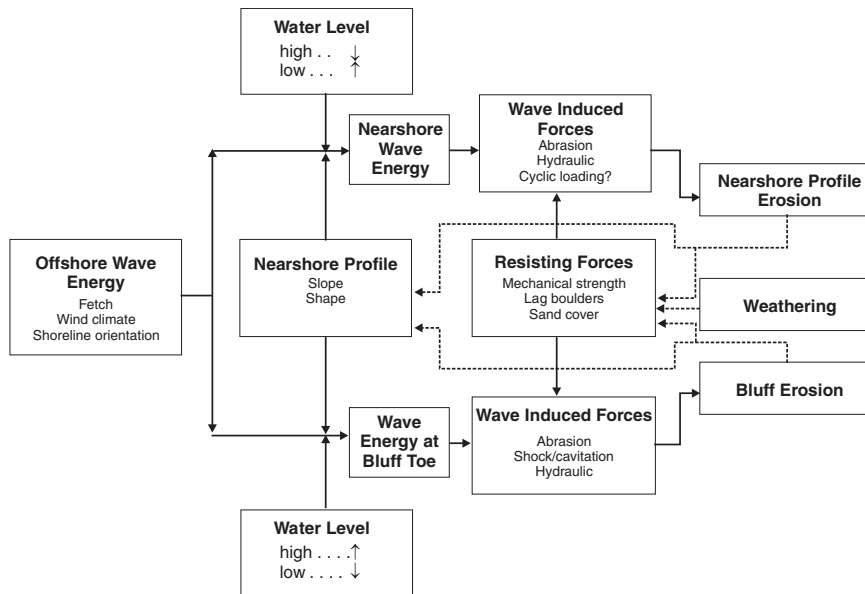 Water Level
high . . ↓
low . . . ↑
Nearshore
Wave
Energy
Wave Induced
Forces
Abrasion
Hydraulic
Cyclic loading?
Nearshore Profile
Erosion
Offshore Wave
Energy
Fetch
Wind climate
Shoreline orientation
Nearshore Profile
Slope
Shape
Resisting Forces
Mechanical strength
Lag boulders
Sand cover
Weathering
Bluff Erosion
Wave
Energy at
Bluff Toe
Wave Induced Forces
Abrasion
Shock/cavitation
Hydraulic
Water Level
high . . . . ↑
low . . . . ↓